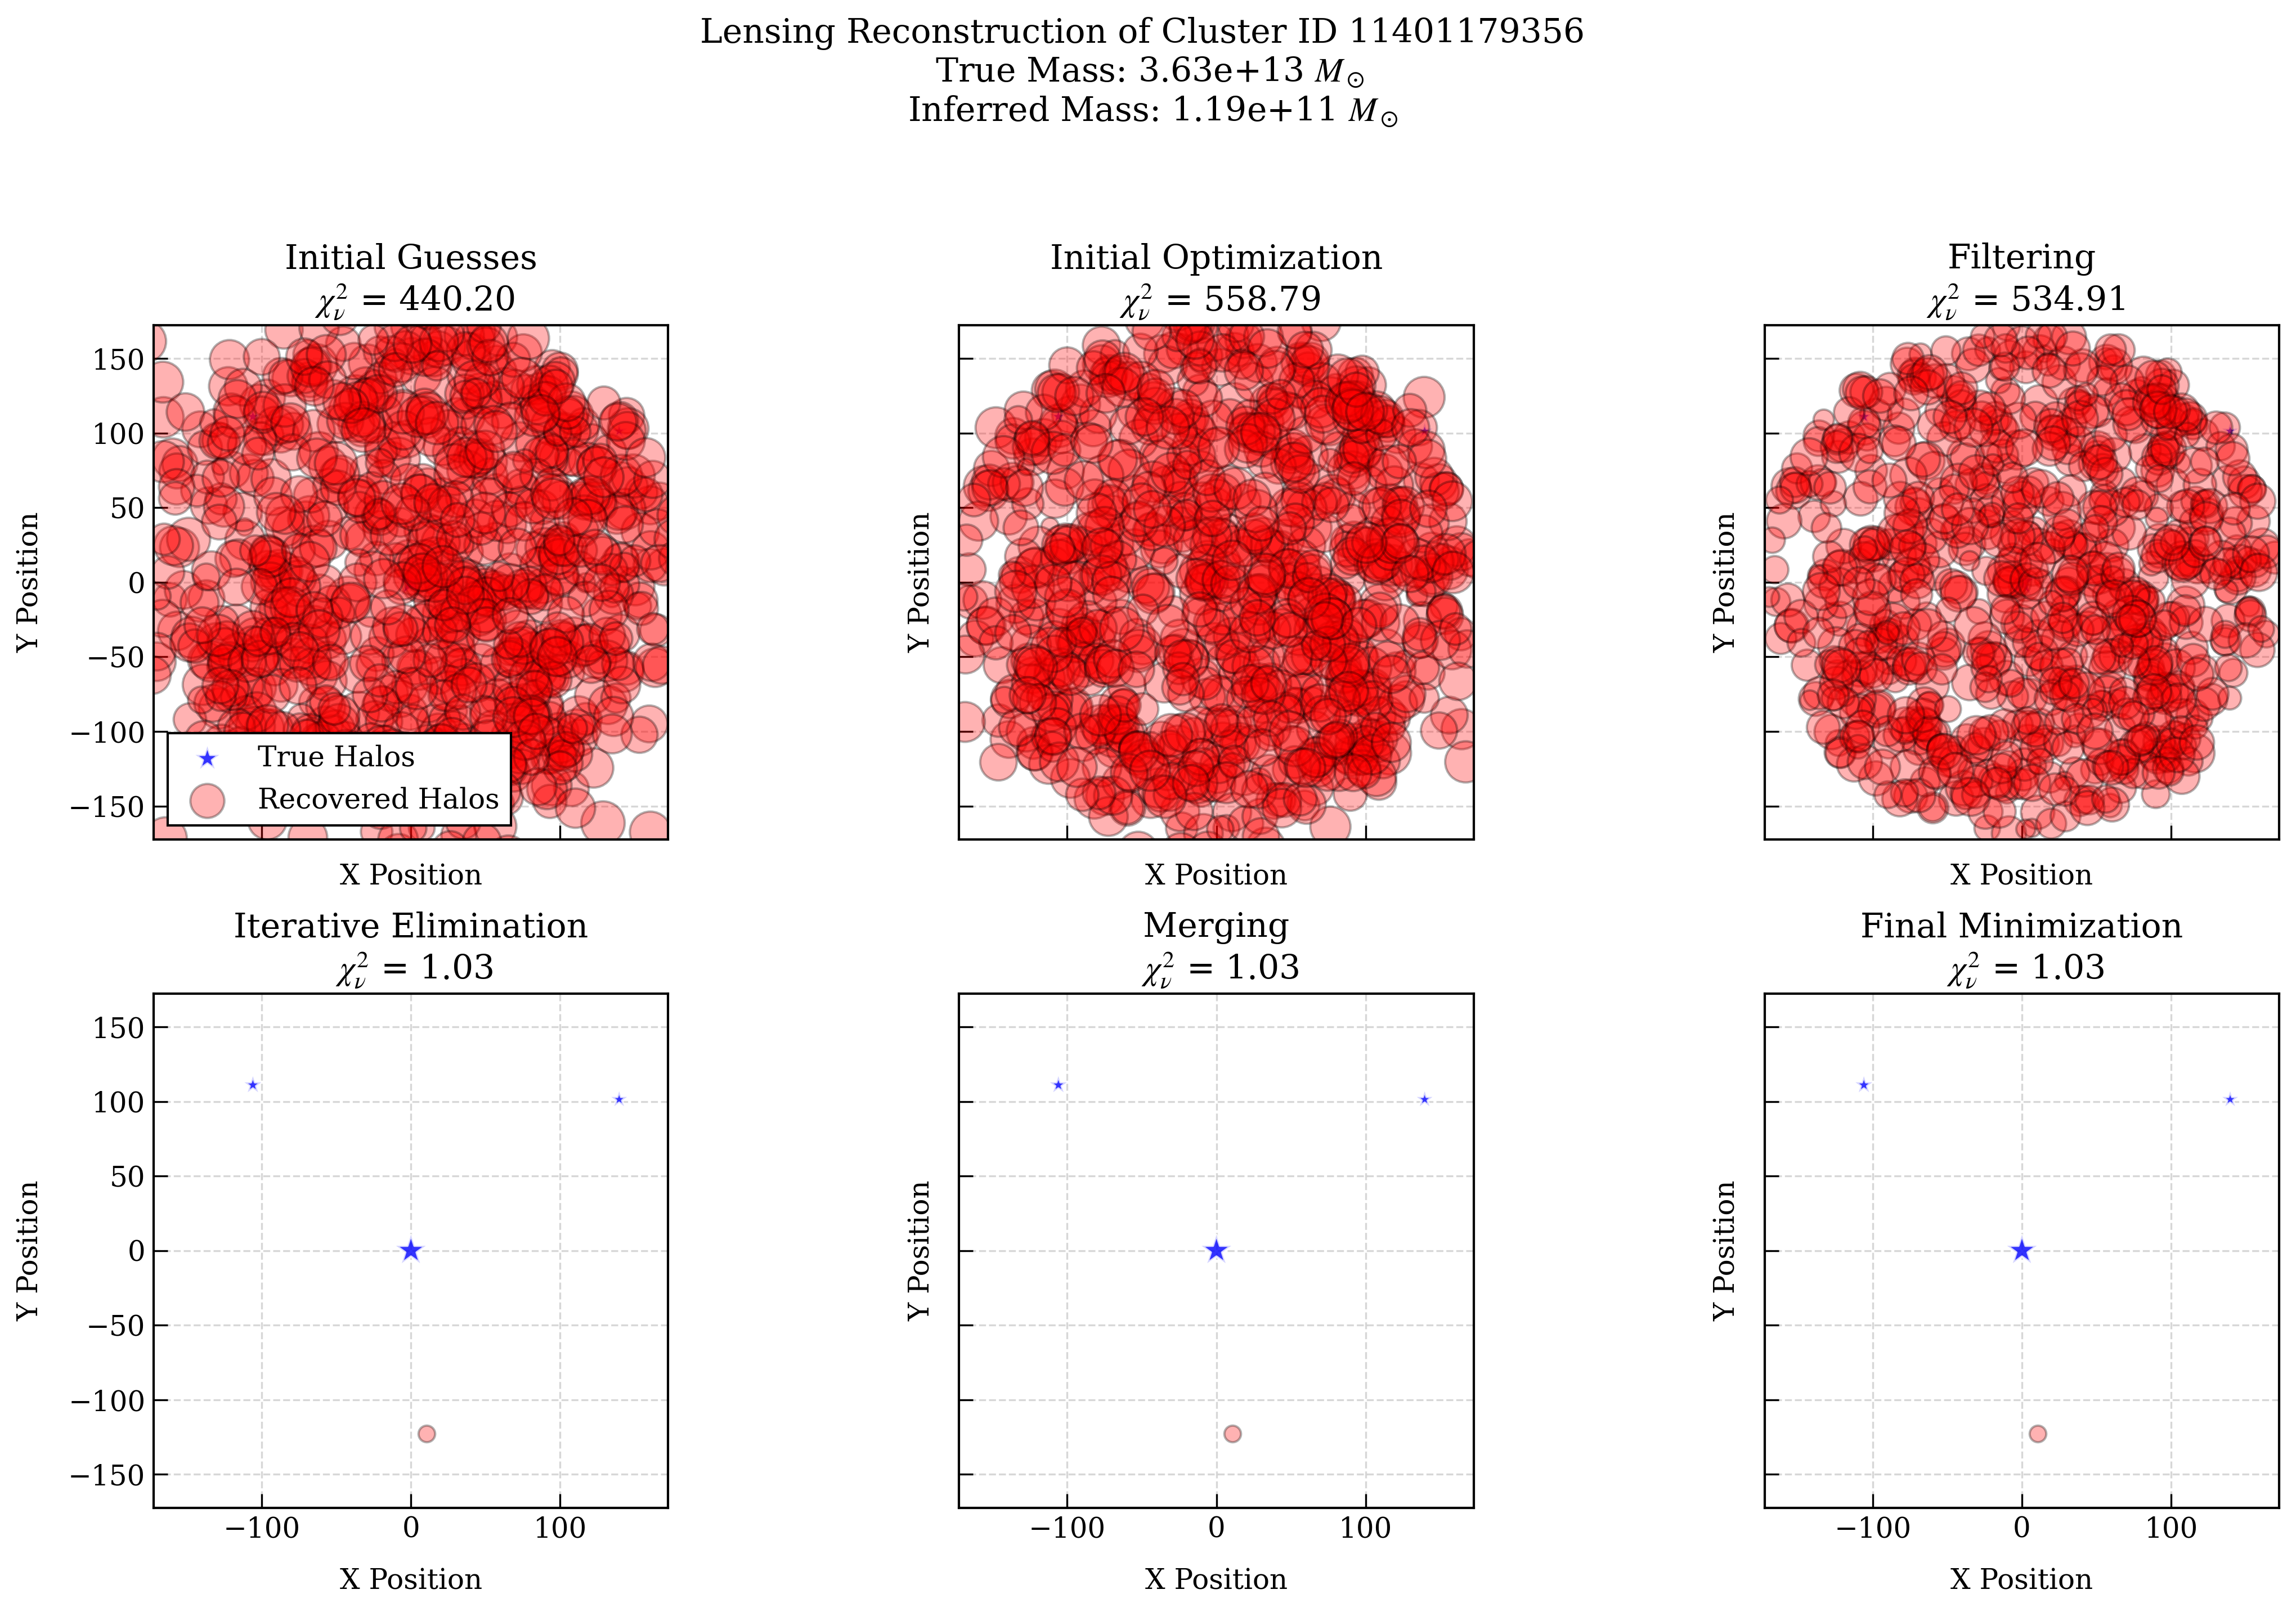 Lensing Reconstruction of Cluster ID 11401179356
True Mass: 3.63e+13 M⊙
Inferred Mass: 1.19e+11 M⊙
Initial Guesses
χ²ν = 440.20
Initial Optimization
χ²ν = 558.79
Filtering
χ²ν = 534.91
Y Position
150
100
50
0
−50
−100
−150
True Halos
Recovered Halos
X Position
Y Position
X Position
Y Position
X Position
Iterative Elimination
χ²ν = 1.03
Merging
χ²ν = 1.03
Final Minimization
χ²ν = 1.03
Y Position
150
100
50
0
−50
−100
−150
−100 0 100
X Position
Y Position
−100 0 100
X Position
Y Position
−100 0 100
X Position